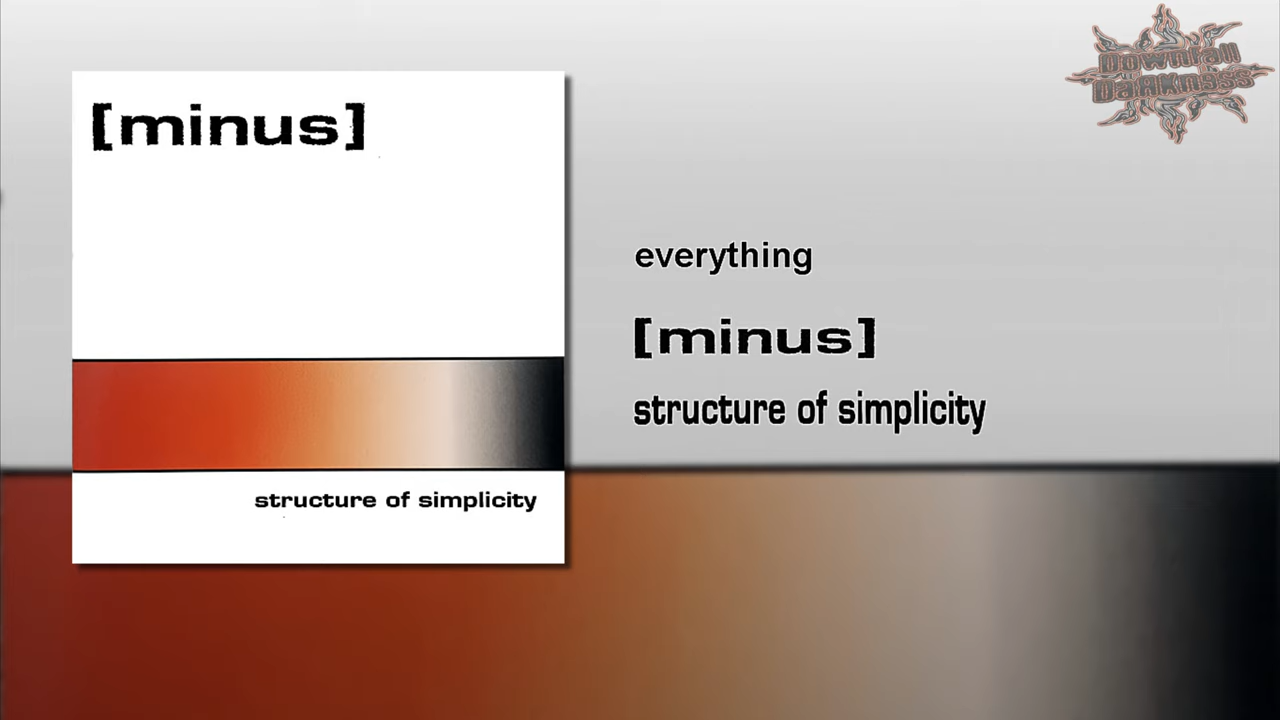 [minus]
structure of simplicity
everything
[minus]
structure of simplicity
Downfall
Darkness